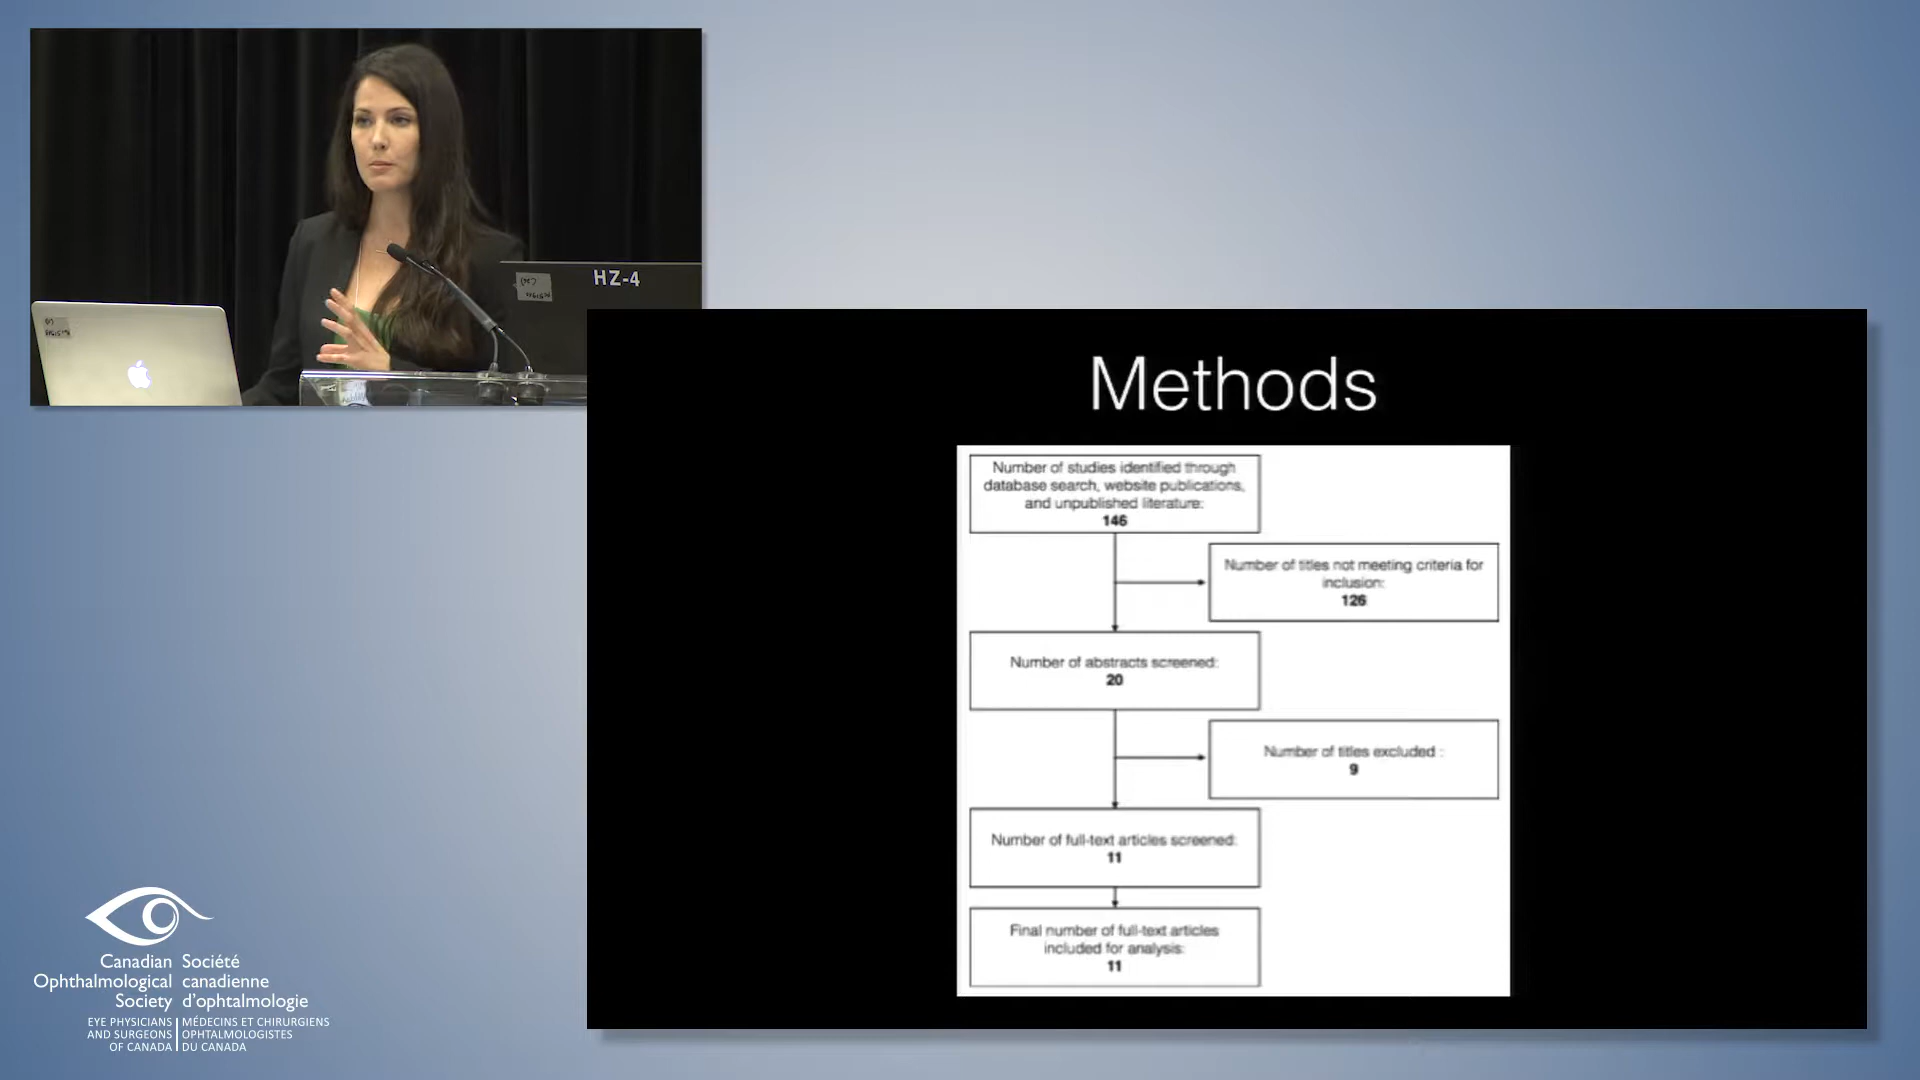 HZ-4
Methods
Number of studies identified through
database search, website publications,
and unpublished literature:
146
Number of titles not meeting criteria for
inclusion:
126
Number of abstracts screened:
20
Number of titles excluded :
9
Number of full-text articles screened:
11
Final number of full-text articles
included for analysis:
11
Canadian
Ophthalmological
Society
Société
canadienne
d'ophtalmologie
EYE PHYSICIANS
AND SURGEONS
OF CANADA
MÉDECINS ET CHIRURGIENS
OPHTALMOLOGISTES
DU CANADA